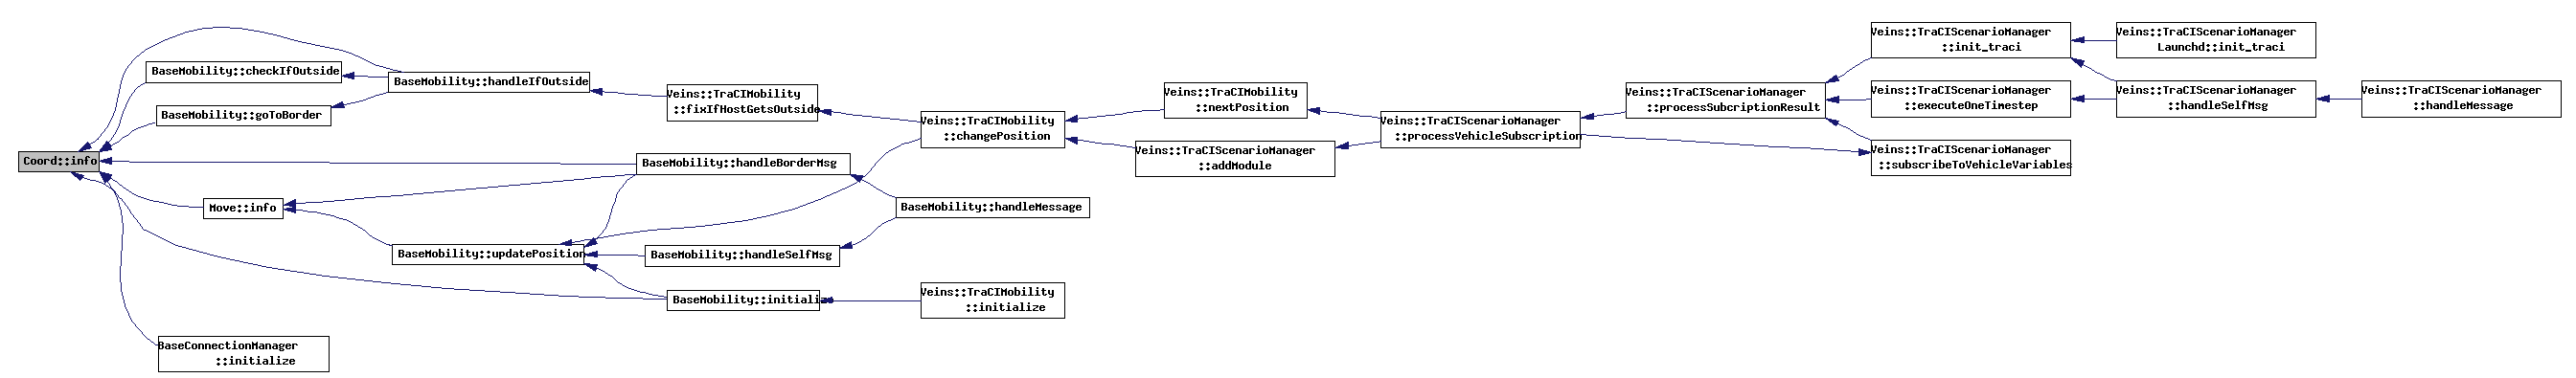 Coord::info
BaseMobility::checkIfOutside
BaseMobility::goToBorder
BaseMobility::handleIfOutside
Veins::TraCIMobility
::fixIfHostGetsOutside
Veins::TraCIMobility
::changePosition
Veins::TraCIMobility
::nextPosition
Veins::TraCIScenarioManager
::addModule
Veins::TraCIScenarioManager
::processVehicleSubscription
Veins::TraCIScenarioManager
::processSubcriptionResult
Veins::TraCIScenarioManager
::init_traci
Veins::TraCIScenarioManager
Launchd::init_traci
Veins::TraCIScenarioManager
::executeOneTimestep
Veins::TraCIScenarioManager
::handleSelfMsg
Veins::TraCIScenarioManager
::handleMessage
Veins::TraCIScenarioManager
::subscribeToVehicleVariables
BaseMobility::handleBorderMsg
Move::info
BaseMobility::handleMessage
BaseMobility::updatePosition
BaseMobility::handleSelfMsg
BaseMobility::initialize
Veins::TraCIMobility
::initialize
BaseConnectionManager
::initialize